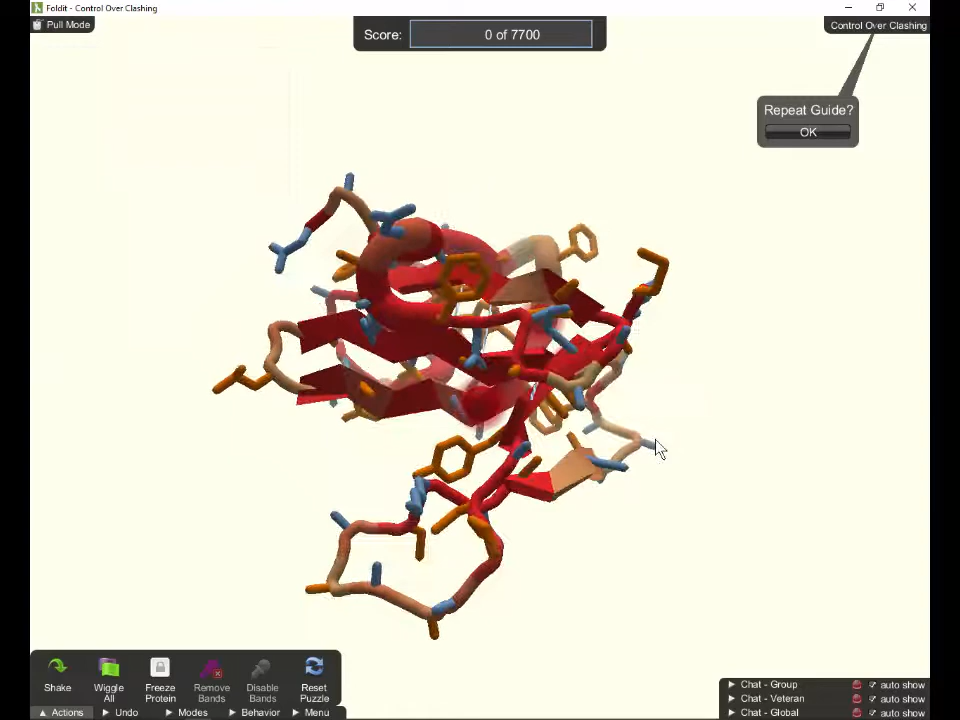 Foldit - Control Over Clashing
Pull Mode
Score: 0 of 7700
Control Over Clashing
Repeat Guide?
OK
Shake
Wiggle All
Freeze Protein
Remove Bands
Disable Bands
Reset Puzzle
Actions
Undo
Modes
Behavior
Menu
Chat - Group auto show
Chat - Veteran auto show
Chat - Global auto show